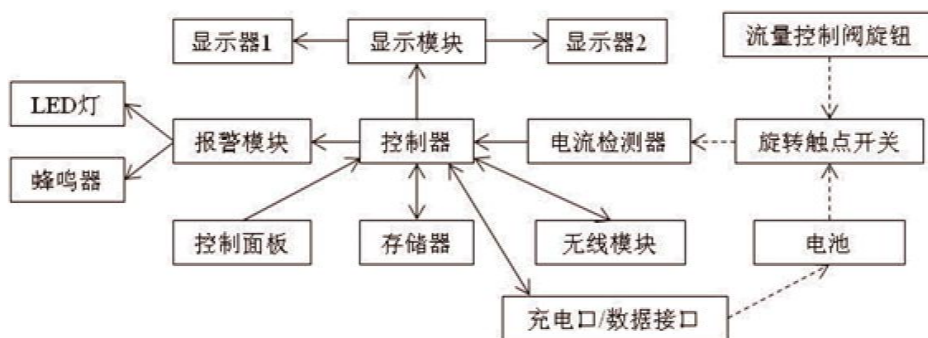 显示器1
显示模块
显示器2
流量控制阀旋钮
LED灯
报警模块
控制器
电流检测器
旋转触点开关
蜂鸣器
控制面板
存储器
无线模块
电池
充电口/数据接口